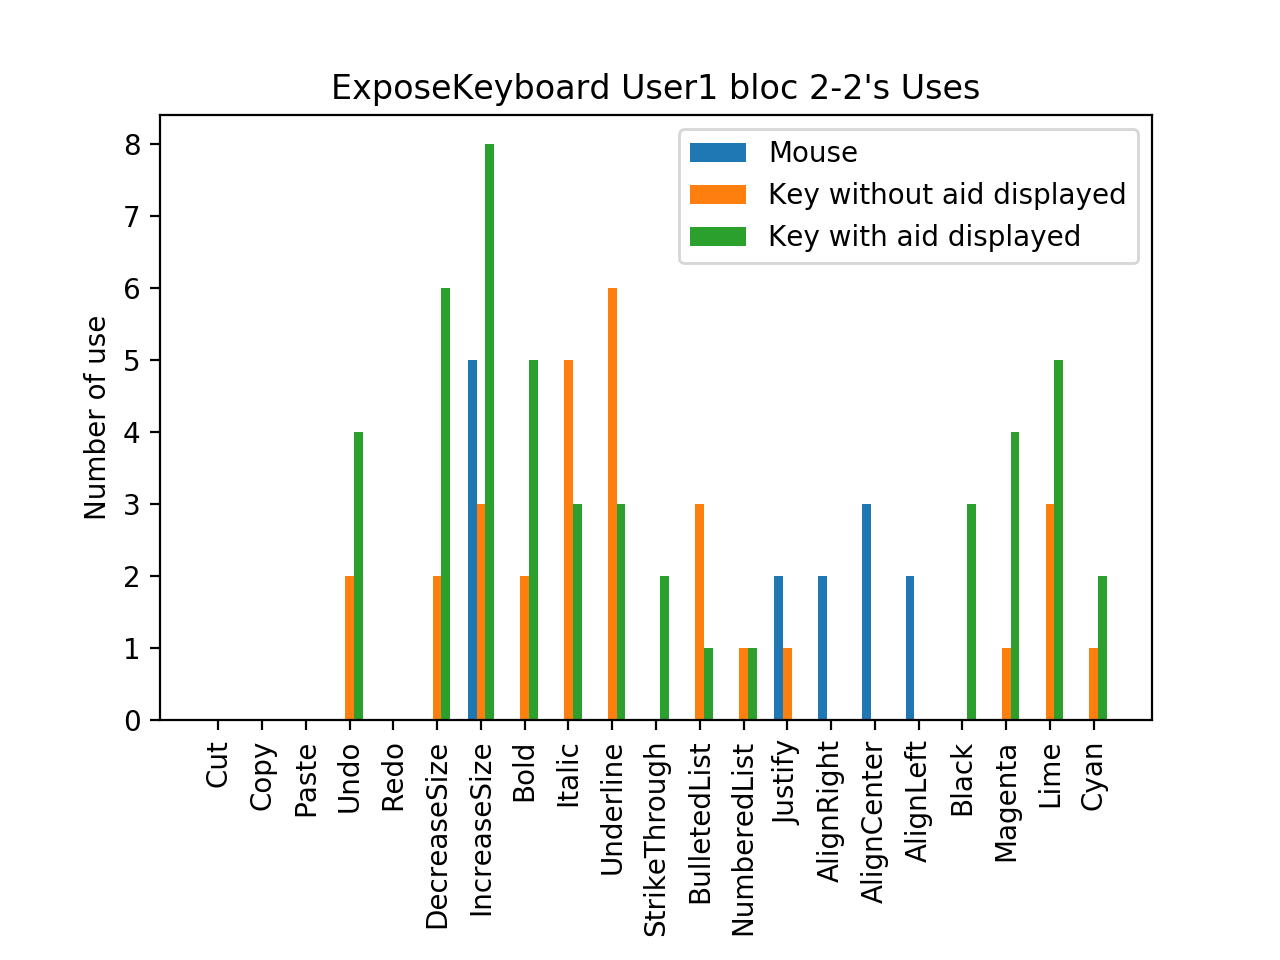 ExposeKeyboard User1 bloc 2-2's Uses
Mouse
Key without aid displayed
Key with aid displayed
Number of use
8
7
6
5
4
3
2
1
0
Cut
Copy
Paste
Undo
Redo
DecreaseSize
IncreaseSize
Bold
Italic
Underline
StrikeThrough
BulletedList
NumberedList
Justify
AlignRight
AlignCenter
AlignLeft
Black
Magenta
Lime
Cyan